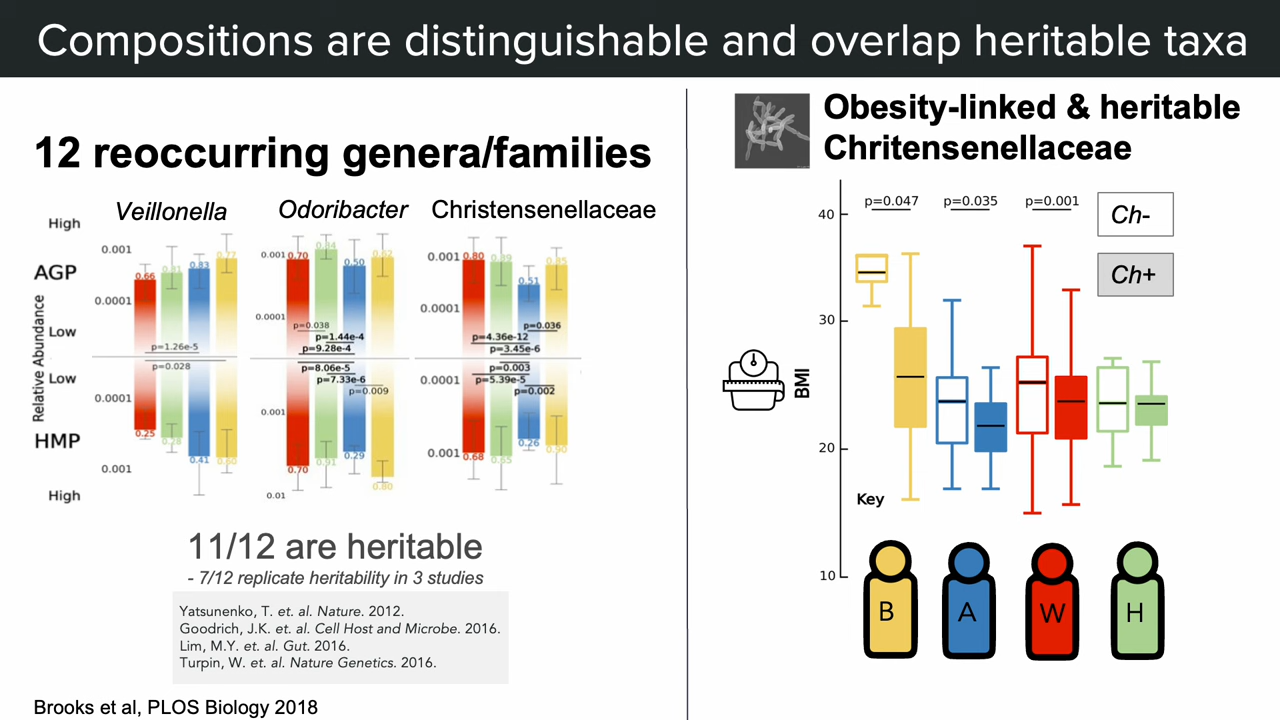 Compositions are distinguishable and overlap heritable taxa
12 reoccurring genera/families
Veillonella
Odoribacter
Christensenellaceae
Relative Abundance
High
AGP
Low
Low
HMP
High
0.001
0.0001
0.0001
0.001
0.66
0.83
0.77
p=1.26e-5
p=0.028
0.25
0.41
0.001
0.0001
0.001
0.01
0.70
0.50
p=0.038
p=1.44e-4
p=9.28e-4
p=8.06e-5
p=7.33e-6
p=0.009
0.70
0.91
0.29
0.80
0.001
0.0001
0.0001
0.001
0.80
0.51
p=0.036
p=4.36e-12
p=3.45e-6
p=0.003
p=5.39e-5
p=0.002
0.68
0.26
11/12 are heritable
- 7/12 replicate heritability in 3 studies
Yatsunenko, T. et. al. Nature. 2012.
Goodrich, J.K. et. al. Cell Host and Microbe. 2016.
Lim, M.Y. et. al. Gut. 2016.
Turpin, W. et. al. Nature Genetics. 2016.
Brooks et al, PLOS Biology 2018
Obesity-linked & heritable
Chritensenellaceae
BMI
40
30
20
10
p=0.047
p=0.035
p=0.001
Ch-
Ch+
Key
B
A
W
H